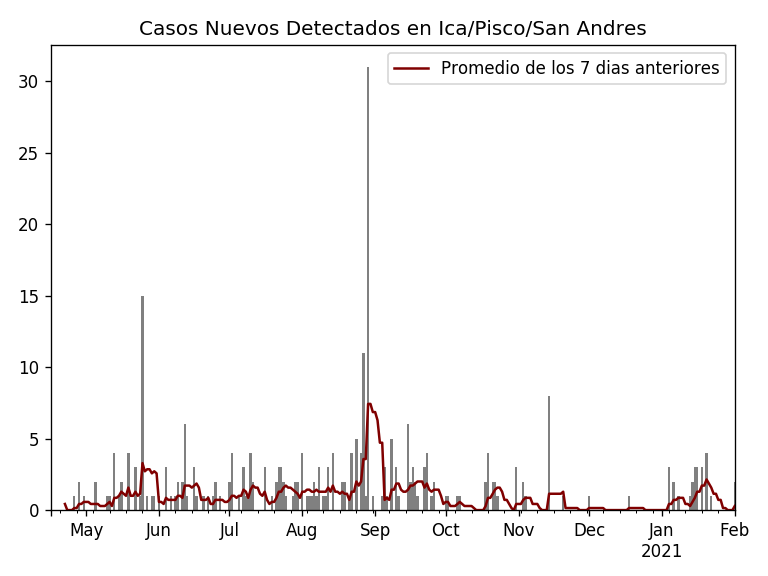 Casos Nuevos Detectados en Ica/Pisco/San Andres
Promedio de los 7 dias anteriores
30
25
20
15
10
5
0
May Jun Jul Aug Sep Oct Nov Dec Jan Feb
2021